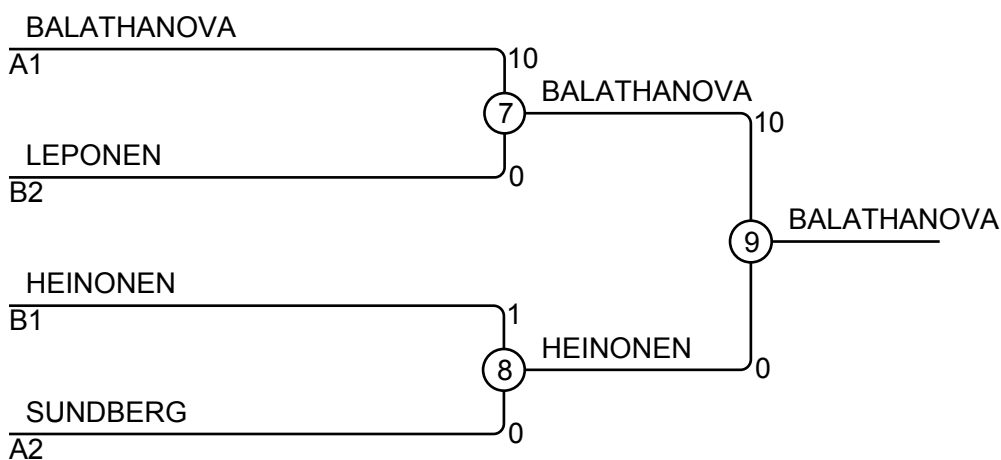 BALATHANOVA
A1
10
7
BALATHANOVA
10
LEPONEN
B2
0
9
BALATHANOVA
HEINONEN
B1
1
8
HEINONEN
0
SUNDBERG
A2
0